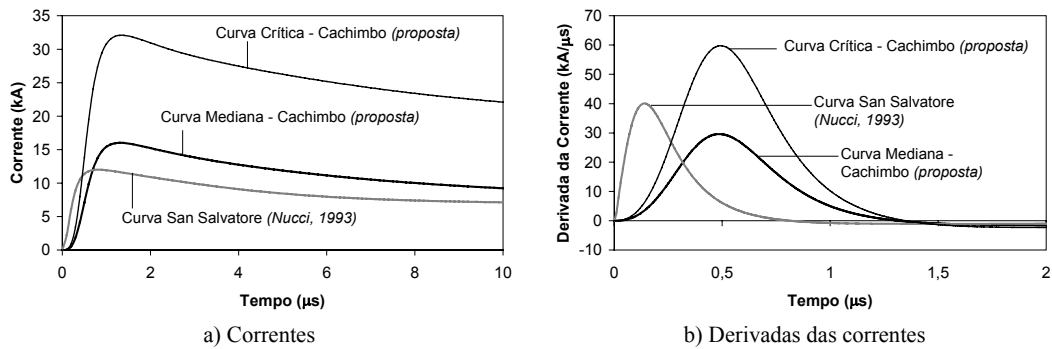 35
30
25
20
15
10
5
0
Corrente (kA)
Curva Crítica - Cachimbo (proposta)
Curva Mediana - Cachimbo (proposta)
Curva San Salvatore (Nucci, 1993)
0 2 4 6 8 10
Tempo (μs)
a) Correntes
70
60
50
40
30
20
10
0
-10
Derivada da Corrente (kA/μs)
Curva Crítica - Cachimbo (proposta)
Curva San Salvatore
(Nucci, 1993)
Curva Mediana -
Cachimbo (proposta)
0 0,5 1 1,5 2
Tempo (μs)
b) Derivadas das correntes